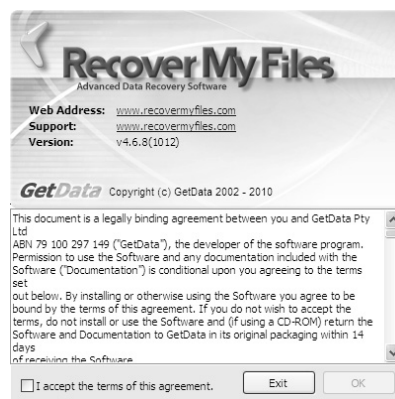 Recover My Files
Advanced Data Recovery Software
Web Address: www.recovermyfiles.com
Support: www.recovermyfiles.com
Version: v4.6.8(1012)
GetData Copyright (c) GetData 2002 - 2010
This document is a legally binding agreement between you and GetData Pty
Ltd
ABN 79 100 297 149 ("GetData"), the developer of the software program.
Permission to use the Software and any documentation included with the
Software ("Documentation") is conditional upon you agreeing to the terms
set
out below. By installing or otherwise using the Software you agree to be
bound by the terms of this agreement. If you do not wish to accept the
terms, do not install or use the Software and (if using a CD-ROM) return the
Software and Documentation to GetData in its original packaging within 14
days
of receiving the Software.
I accept the terms of this agreement.
Exit
OK